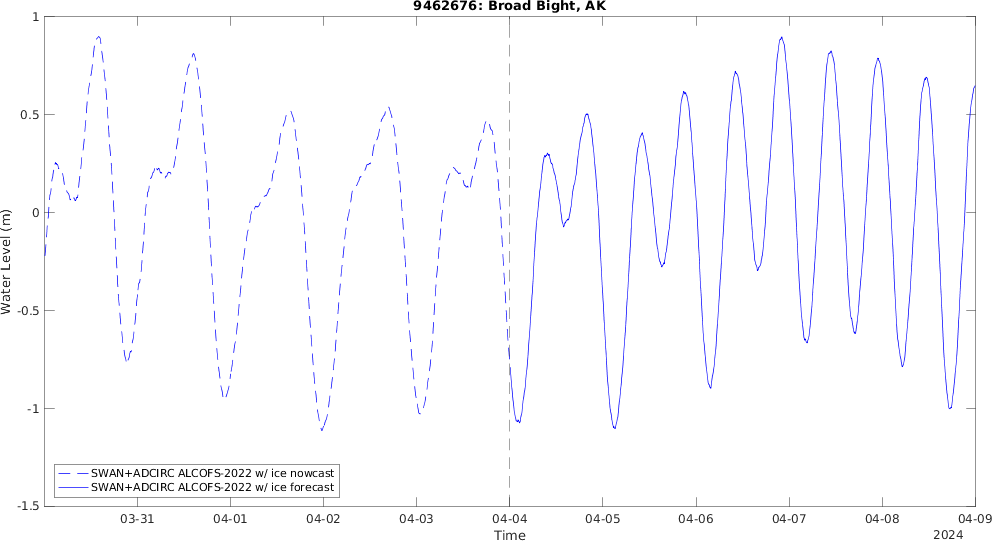 9462676: Broad Bight, AK
1
0.5
0
-0.5
-1
-1.5
Water Level (m)
SWAN+ADCIRC ALCOFS-2022 w/ ice nowcast
SWAN+ADCIRC ALCOFS-2022 w/ ice forecast
03-31 04-01 04-02 04-03 04-04 04-05 04-06 04-07 04-08 04-09
Time
2024